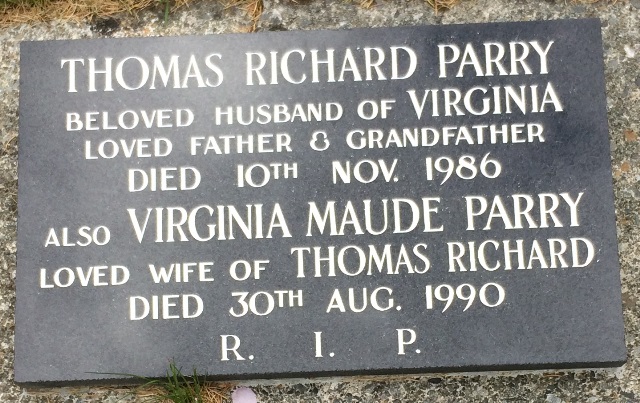 THOMAS RICHARD PARRY
BELOVED HUSBAND OF VIRGINIA
LOVED FATHER & GRANDFATHER
DIED 10TH NOV. 1986
ALSO VIRGINIA MAUDE PARRY
LOVED WIFE OF THOMAS RICHARD
DIED 30TH AUG. 1990
R. I. P.